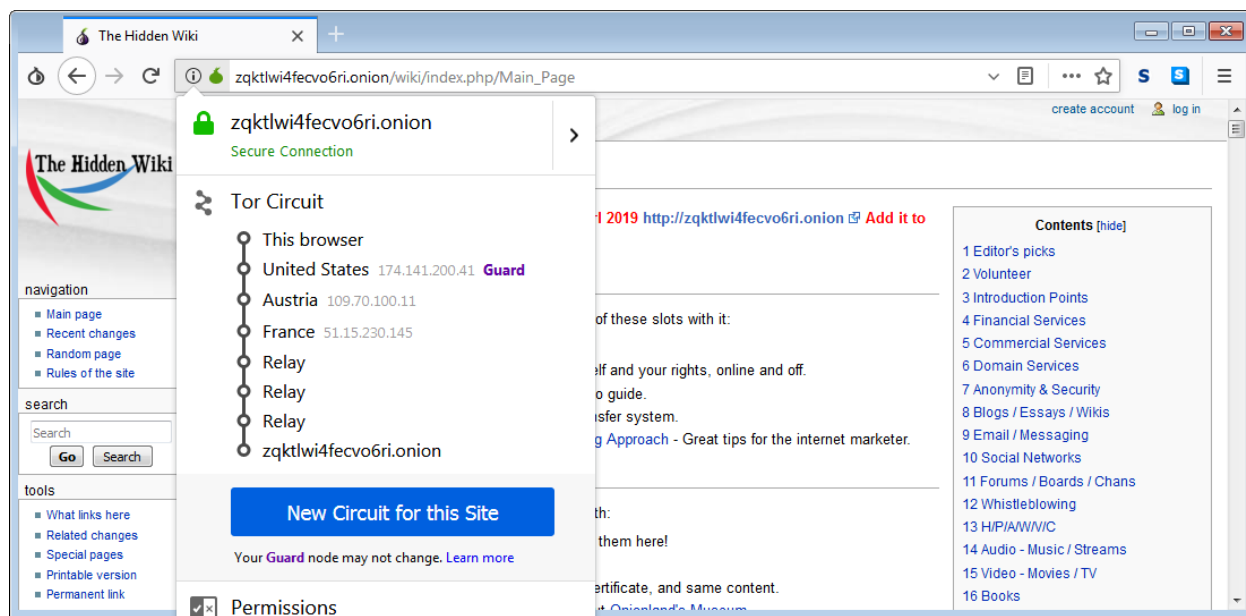 The Hidden Wiki
zqktlwi4fecvo6ri.onion/wiki/index.php/Main_Page
S S
create account log in
The Hidden Wiki
navigation
Main page
Recent changes
Random page
Rules of the site
search
Search
Go Search
tools
What links here
Related changes
Special pages
Printable version
Permanent link
zqktlwi4fecvo6ri.onion
Secure Connection
Tor Circuit
This browser
United States 174.141.200.41 Guard
Austria 109.70.100.11
France 51.15.230.145
Relay
Relay
Relay
zqktlwi4fecvo6ri.onion
New Circuit for this Site
Your Guard node may not change. Learn more
Permissions
rl 2019 http://zqktlwi4fecvo6ri.onion Add it to
of these slots with it:
elf and your rights, online and off.
o guide.
nsfer system.
g Approach - Great tips for the internet marketer.
th:
them here!
ertificate, and same content.
Onionland's Museum
Contents [hide]
1 Editor's picks
2 Volunteer
3 Introduction Points
4 Financial Services
5 Commercial Services
6 Domain Services
7 Anonymity & Security
8 Blogs / Essays / Wikis
9 Email / Messaging
10 Social Networks
11 Forums / Boards / Chans
12 Whistleblowing
13 H/P/A/W/V/C
14 Audio - Music / Streams
15 Video - Movies / TV
16 Books